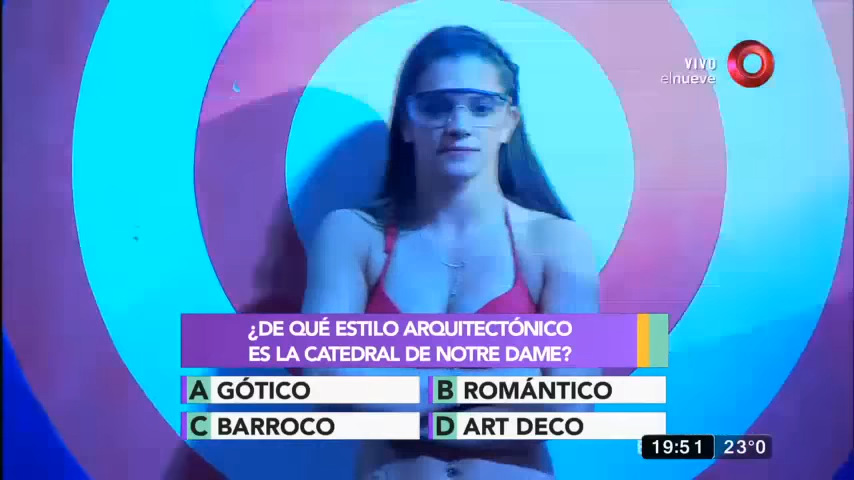 VIVO
elnueve
¿DE QUÉ ESTILO ARQUITECTÓNICO
ES LA CATEDRAL DE NOTRE DAME?
A GÓTICO
B ROMÁNTICO
C BARROCO
D ART DECO
19:51 23°0